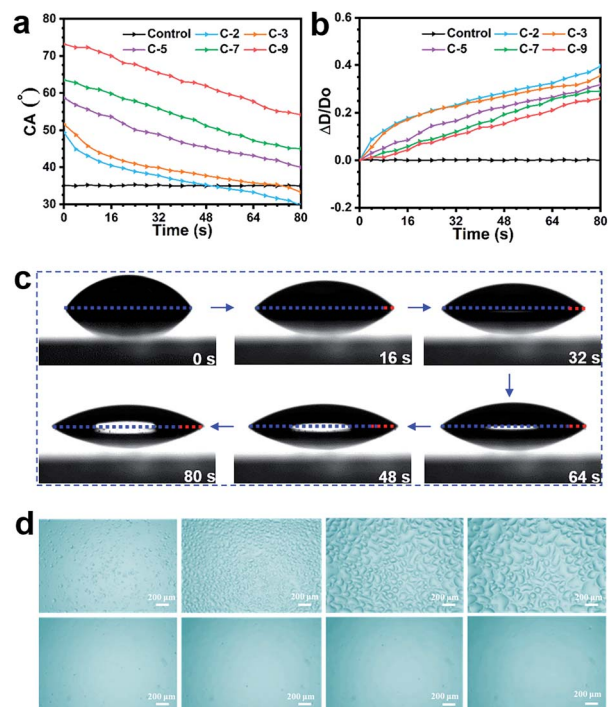 a
80
70
60
50
40
30
CA (°)
Control
C-2
C-3
C-5
C-7
C-9
0
16
32
48
64
80
Time (s)
b
0.6
0.4
0.2
0.0
-0.2
ΔD/Do
Control
C-2
C-3
C-5
C-7
C-9
0
16
32
48
64
80
Time (s)
c
0 s
16 s
32 s
80 s
48 s
64 s
d
200 μm
200 μm
200 μm
200 μm
200 μm
200 μm
200 μm
200 μm